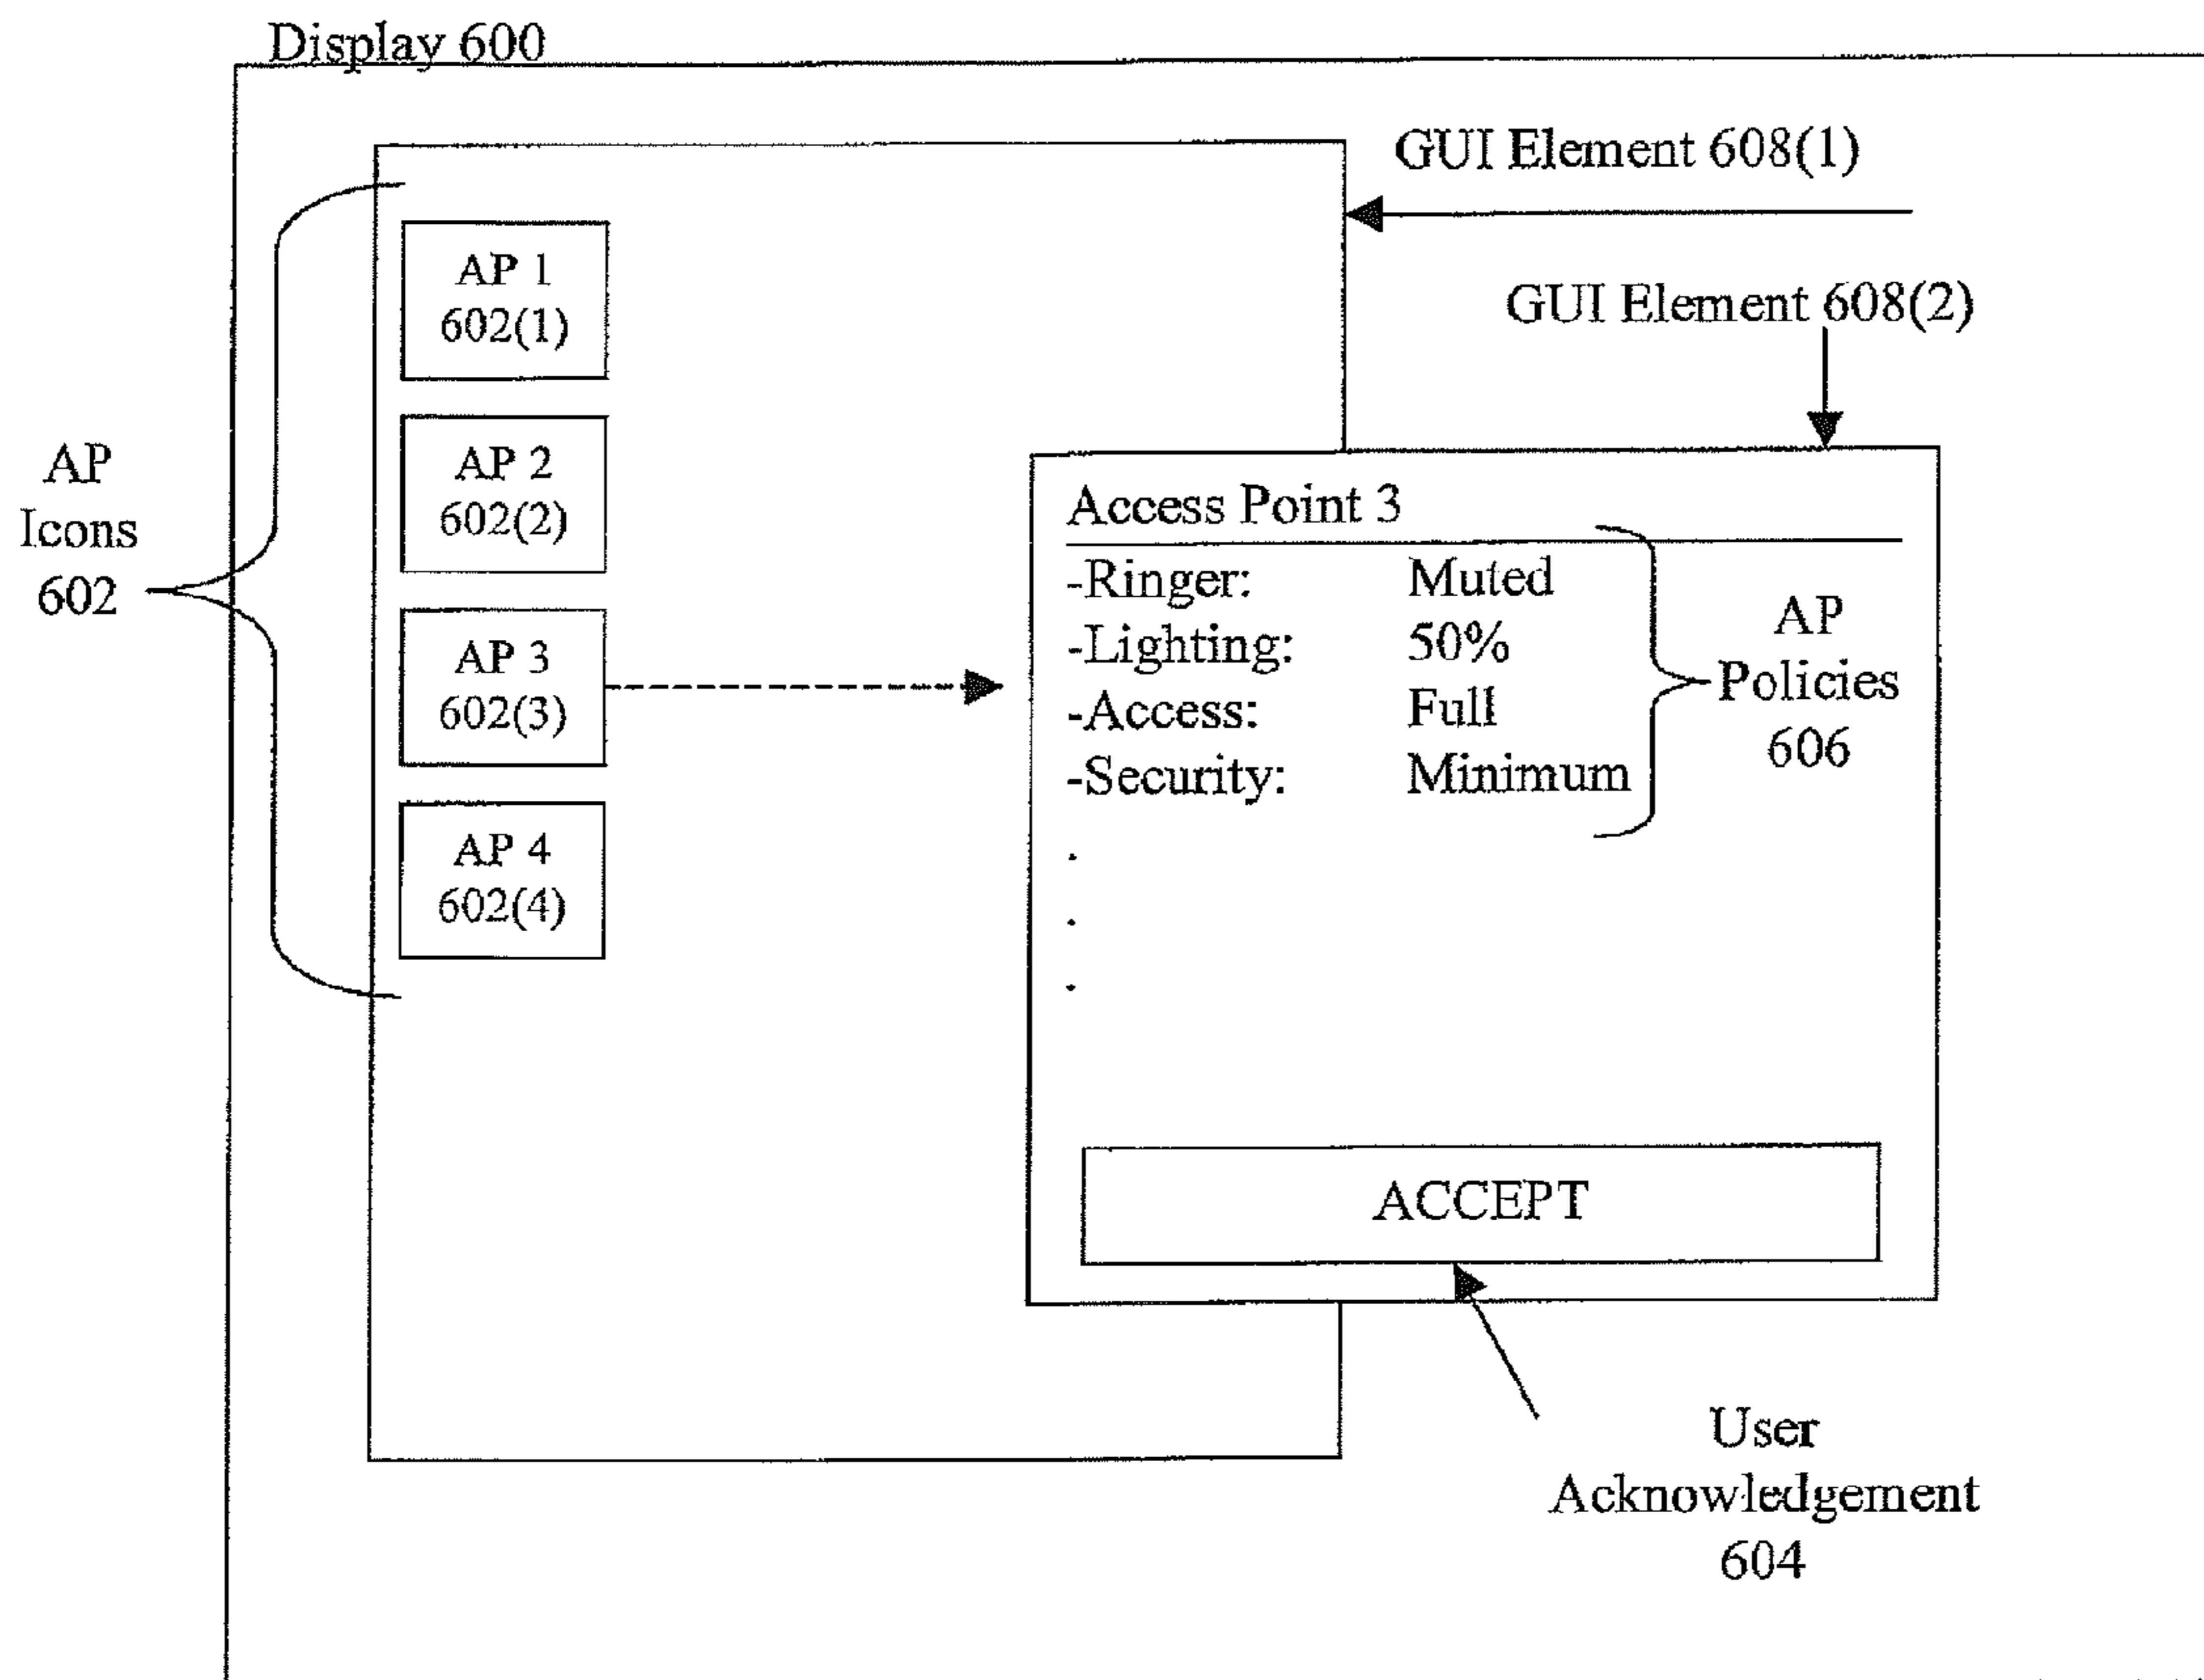 Display 600
GUI Element 608(1)
GUI Element 608(2)
AP
Icons
602
AP 1
602(1)
AP 2
602(2)
AP 3
602(3)
AP 4
602(4)
Access Point 3
-Ringer: Muted
-Lighting: 50%
-Access: Full
-Security: Minimum
.
.
.
AP
Policies
606
ACCEPT
User
Acknowledgement
604